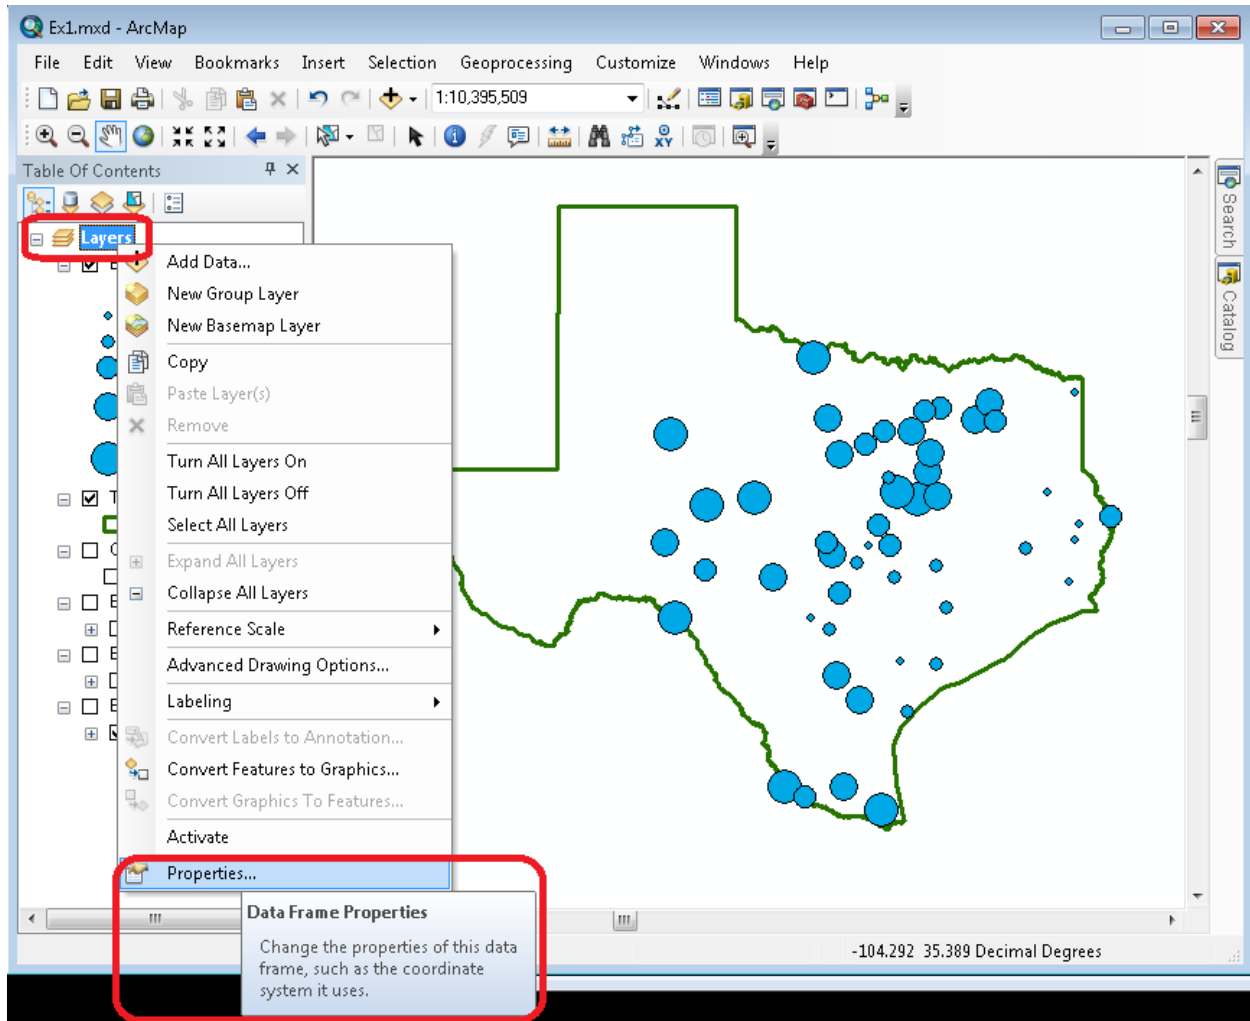 Ex1.mxd - ArcMap
File Edit View Bookmarks Insert Selection Geoprocessing Customize Windows Help
1:10,395,509
Table Of Contents
Layers
Add Data...
New Group Layer
New Basemap Layer
Copy
Paste Layer(s)
Remove
Turn All Layers On
Turn All Layers Off
Select All Layers
Expand All Layers
Collapse All Layers
Reference Scale
Advanced Drawing Options...
Labeling
Convert Labels to Annotation...
Convert Features to Graphics...
Convert Graphics To Features...
Activate
Properties...
Data Frame Properties
Change the properties of this data
frame, such as the coordinate
system it uses.
Search
Catalog
-104.292 35.389 Decimal Degrees